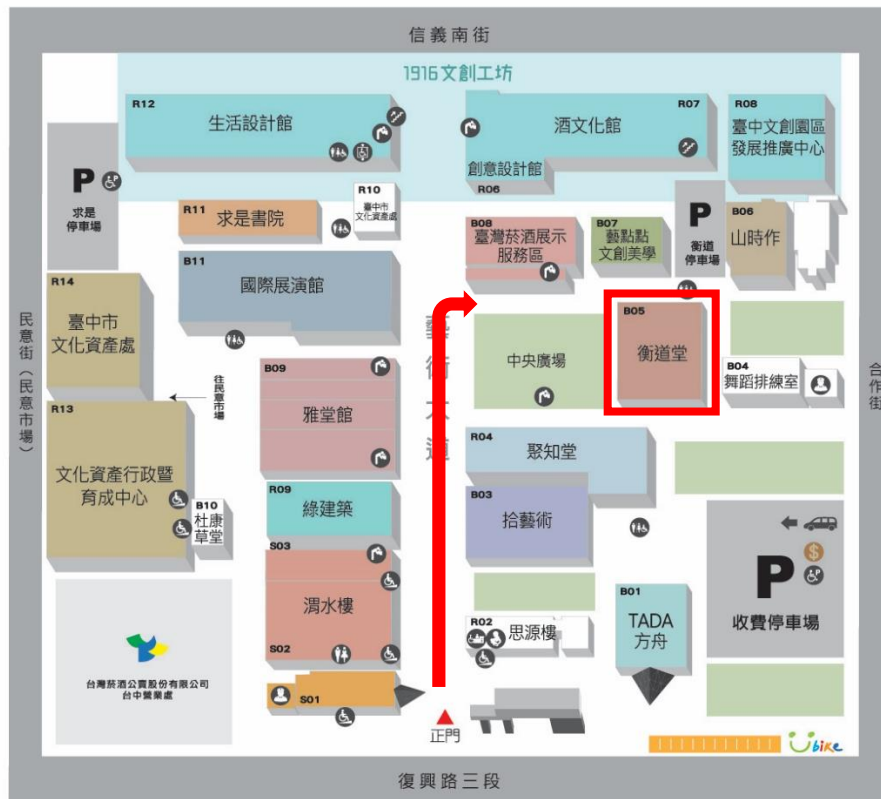 信義南街
1916文創工坊
R12
生活設計館
R07
酒文化館
創意設計館
R06
R08
臺中文創園區
發展推廣中心
P
求是
停車場
R11
求是書院
R10
臺中市
文化資產處
B08
臺灣菸酒展示
服務區
B07
藝點點
文創美學
P
衡道
停車場
B06
山時作
B11
國際展演館
R14
臺中市
文化資產處
民意街（民意市場）
往民意市場
藝術大道
中央廣場
B05
衡道堂
B04
舞蹈排練室
合作街
B09
雅堂館
R13
文化資產行政暨
育成中心
B10
杜康
草堂
R09
綠建築
R04
聚知堂
B03
拾藝術
S03
渭水樓
S02
R02
思源樓
B01
TADA
方舟
P
$
收費停車場
台灣菸酒公賣股份有限公司
台中營業處
S01
正門
Ubike
復興路三段